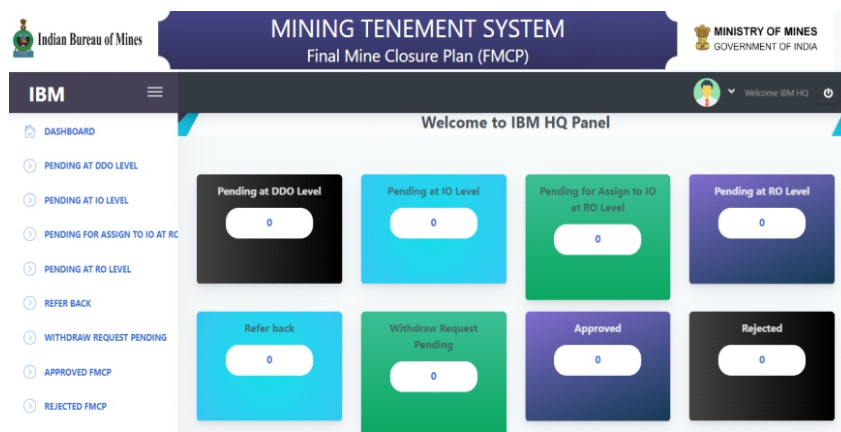 Indian Bureau of Mines
MINING TENEMENT SYSTEM
Final Mine Closure Plan (FMCP)
MINISTRY OF MINES
GOVERNMENT OF INDIA
IBM
Welcome IBM HQ
DASHBOARD
PENDING AT DDO LEVEL
PENDING AT IO LEVEL
PENDING FOR ASSIGN TO IO AT RO
PENDING AT RO LEVEL
REFER BACK
WITHDRAW REQUEST PENDING
APPROVED FMCP
REJECTED FMCP
Welcome to IBM HQ Panel
Pending at DDO Level
0
Pending at IO Level
0
Pending for Assign to IO
at RO Level
0
Pending at RO Level
0
Refer back
0
Withdraw Request
Pending
0
Approved
0
Rejected
0